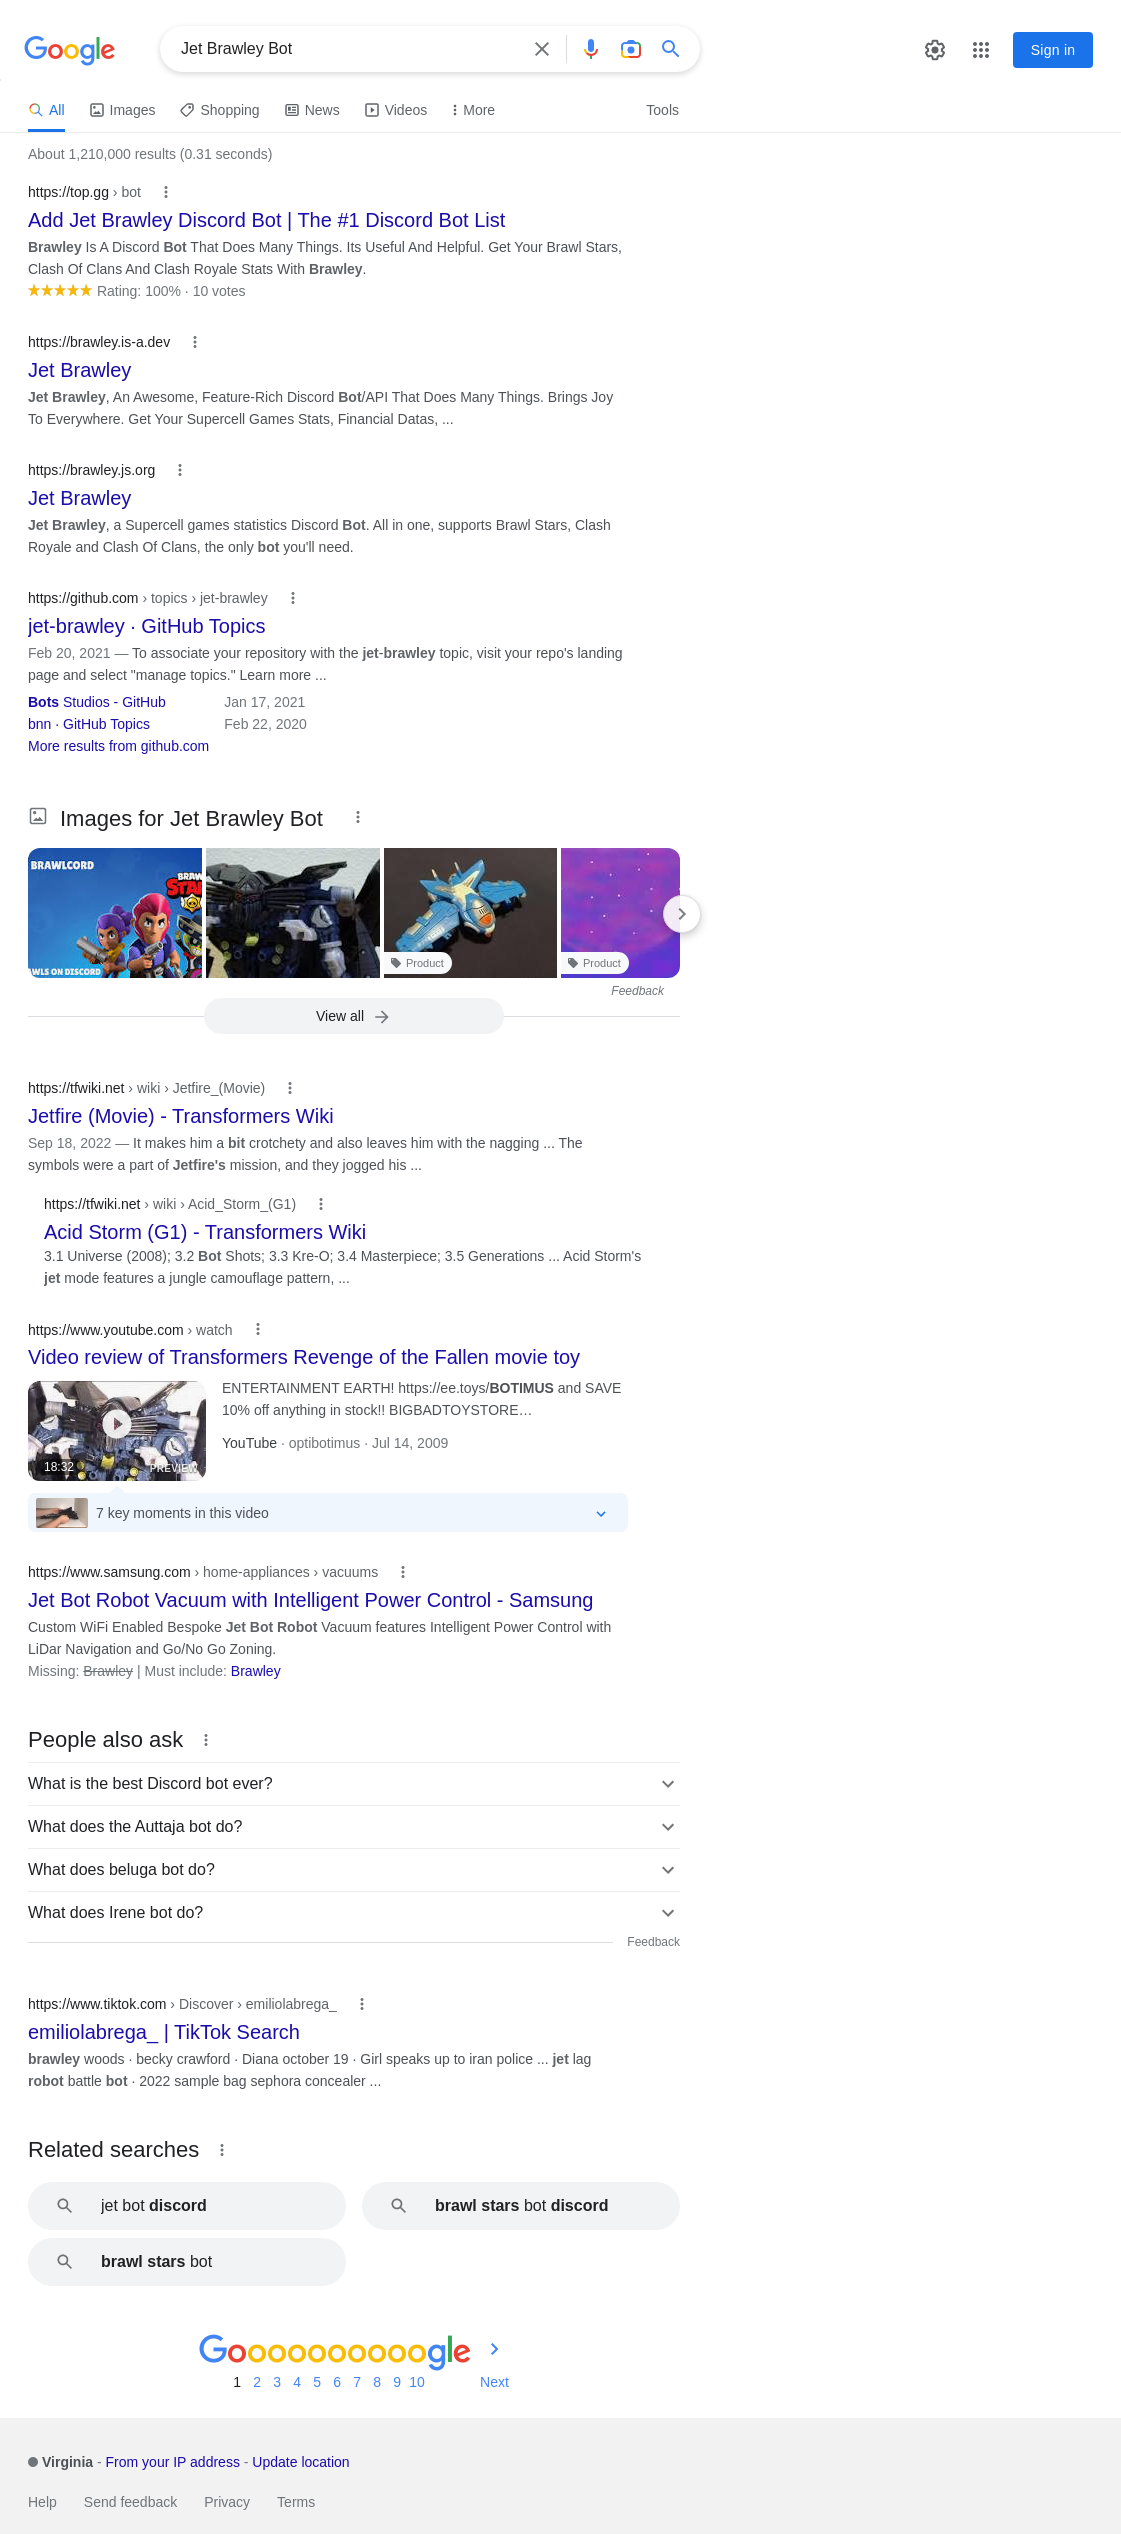 Google
Jet Brawley Bot
Sign in
All
Images
Shopping
News
Videos
More
Tools
About 1,210,000 results (0.31 seconds)
https://top.gg › bot
Add Jet Brawley Discord Bot | The #1 Discord Bot List
Brawley Is A Discord Bot That Does Many Things. Its Useful And Helpful. Get Your Brawl Stars,
Clash Of Clans And Clash Royale Stats With Brawley.
Rating: 100% · 10 votes
https://brawley.is-a.dev
Jet Brawley
Jet Brawley, An Awesome, Feature-Rich Discord Bot/API That Does Many Things. Brings Joy
To Everywhere. Get Your Supercell Games Stats, Financial Datas, ...
https://brawley.js.org
Jet Brawley
Jet Brawley, a Supercell games statistics Discord Bot. All in one, supports Brawl Stars, Clash
Royale and Clash Of Clans, the only bot you'll need.
https://github.com › topics › jet-brawley
jet-brawley · GitHub Topics
Feb 20, 2021 — To associate your repository with the jet-brawley topic, visit your repo's landing
page and select "manage topics." Learn more ...
Bots Studios - GitHub Jan 17, 2021
bnn · GitHub Topics Feb 22, 2020
More results from github.com
Images for Jet Brawley Bot
BRAWLCORD
BRAW
STA
AWLS ON DISCORD
Product
Product
Feedback
View all
https://tfwiki.net › wiki › Jetfire_(Movie)
Jetfire (Movie) - Transformers Wiki
Sep 18, 2022 — It makes him a bit crotchety and also leaves him with the nagging ... The
symbols were a part of Jetfire's mission, and they jogged his ...
https://tfwiki.net › wiki › Acid_Storm_(G1)
Acid Storm (G1) - Transformers Wiki
3.1 Universe (2008); 3.2 Bot Shots; 3.3 Kre-O; 3.4 Masterpiece; 3.5 Generations ... Acid Storm's
jet mode features a jungle camouflage pattern, ...
https://www.youtube.com › watch
Video review of Transformers Revenge of the Fallen movie toy
ENTERTAINMENT EARTH! https://ee.toys/BOTIMUS and SAVE
10% off anything in stock!! BIGBADTOYSTORE…
YouTube · optibotimus · Jul 14, 2009
18:32
PREVIEW
7 key moments in this video
https://www.samsung.com › home-appliances › vacuums
Jet Bot Robot Vacuum with Intelligent Power Control - Samsung
Custom WiFi Enabled Bespoke Jet Bot Robot Vacuum features Intelligent Power Control with
LiDar Navigation and Go/No Go Zoning.
Missing: Brawley | Must include: Brawley
People also ask
What is the best Discord bot ever?
What does the Auttaja bot do?
What does beluga bot do?
What does Irene bot do?
Feedback
https://www.tiktok.com › Discover › emiliolabrega_
emiliolabrega_ | TikTok Search
brawley woods · becky crawford · Diana october 19 · Girl speaks up to iran police ... jet lag
robot battle bot · 2022 sample bag sephora concealer ...
Related searches
jet bot discord
brawl stars bot discord
brawl stars bot
Goooooooooogle
1 2 3 4 5 6 7 8 9 10 Next
Virginia - From your IP address - Update location
Help Send feedback Privacy Terms